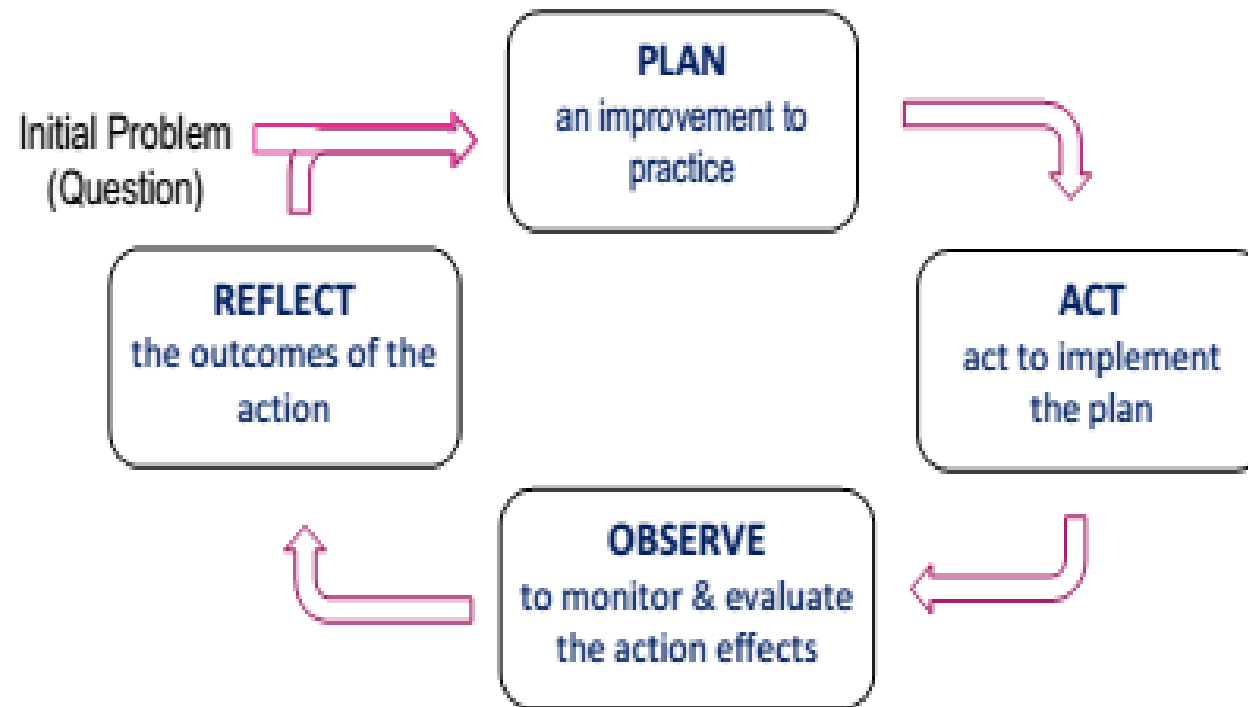 Initial Problem
(Question)
PLAN
an improvement to
practice
ACT
act to implement
the plan
OBSERVE
to monitor & evaluate
the action effects
REFLECT
the outcomes of the
action